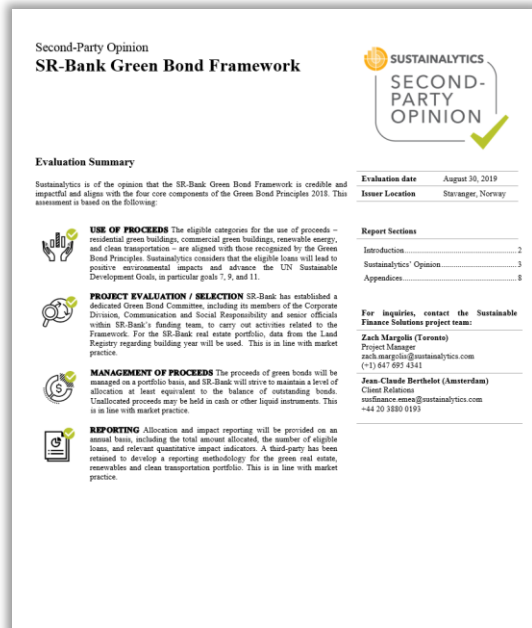 Second-Party Opinion
SR-Bank Green Bond Framework
SUSTAINALYTICS
SECOND-
PARTY
OPINION
Evaluation Summary
Sustainalytics is of the opinion that the SR-Bank Green Bond Framework is credible and
impactful and aligns with the four core components of the Green Bond Principles 2018. This
assessment is based on the following:
USE OF PROCEEDS The eligible categories for the use of proceeds –
residential green buildings, commercial green buildings, renewable energy,
and clean transportation – are aligned with those recognized by the Green
Bond Principles. Sustainalytics considers that the eligible loans will lead to
positive environmental impacts and advance the UN Sustainable
Development Goals, in particular goals 7, 9, and 11.
PROJECT EVALUATION / SELECTION SR-Bank has established a
dedicated Green Bond Committee, including its members of the Corporate
Division, Communication and Social Responsibility and senior officials
within SR-Bank's funding team, to carry out activities related to the
Framework. For the SR-Bank real estate portfolio, data from the Land
Registry regarding building year will be used. This is in line with market
practice.
MANAGEMENT OF PROCEEDS The proceeds of green bonds will be
managed on a portfolio basis, and SR-Bank will strive to maintain a level of
allocation at least equivalent to the balance of outstanding bonds.
Unallocated proceeds may be held in cash or other liquid instruments. This
is in line with market practice.
REPORTING Allocation and impact reporting will be provided on an
annual basis, including the total amount allocated, the number of eligible
loans, and relevant quantitative impact indicators. A third-party has been
retained to develop a reporting methodology for the green real estate,
renewables and clean transportation portfolio. This is in line with market
practice.
Evaluation date August 30, 2019
Issuer Location Stavanger, Norway
Report Sections
Introduction 2
Sustainalytics' Opinion 3
Appendices 8
For inquiries, contact the Sustainable
Finance Solutions project team:
Zach Margolis (Toronto)
Project Manager
zach.margolis@sustainalytics.com
(+1) 647 695 4341
Jean-Claude Berthelot (Amsterdam)
Client Relations
susfinance.emea@sustainalytics.com
+44 20 3880 0193